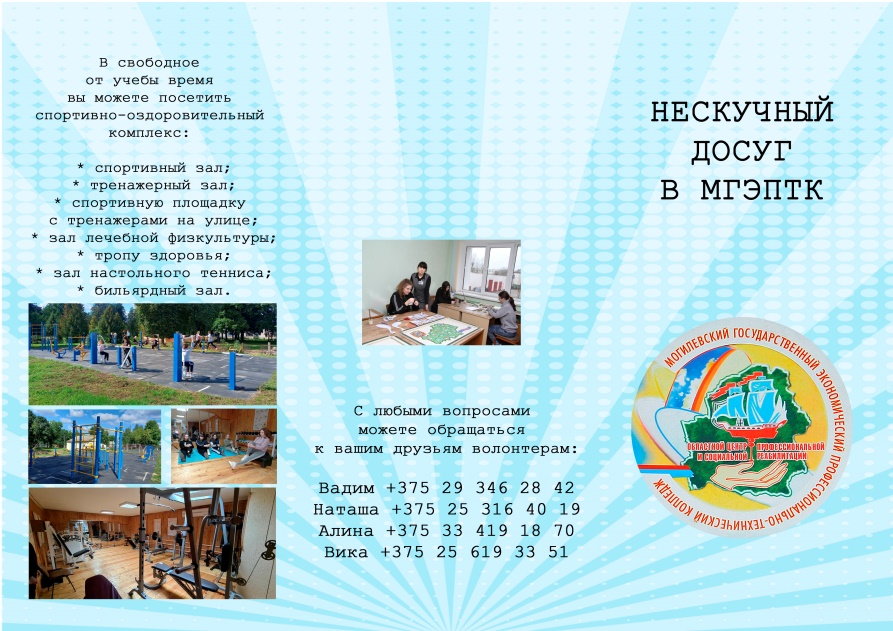 В свободное
от учебы время
вы можете посетить
спортивно-оздоровительный
комплекс:
* спортивный зал;
* тренажерный зал;
* спортивную площадку
с тренажерами на улице;
* зал лечебной физкультуры;
* тропу здоровья;
* зал настольного тенниса;
* бильярдный зал.
С любыми вопросами
можете обращаться
к вашим друзьям волонтерам:
Вадим +375 29 346 28 42
Наташа +375 25 316 40 19
Алина +375 33 419 18 70
Вика +375 25 619 33 51
НЕСКУЧНЫЙ
ДОСУГ
В МГЭПТК
МОГИЛЕВСКИЙ ГОСУДАРСТВЕННЫЙ ЭКОНОМИЧЕСКИЙ ПРОФЕССИОНАЛЬНО-ТЕХНИЧЕСКИЙ КОЛЛЕДЖ
ОБЛАСТНОЙ ЦЕНТР ПРОФЕССИОНАЛЬНОЙ
И СОЦИАЛЬНОЙ РЕАБИЛИТАЦИИ